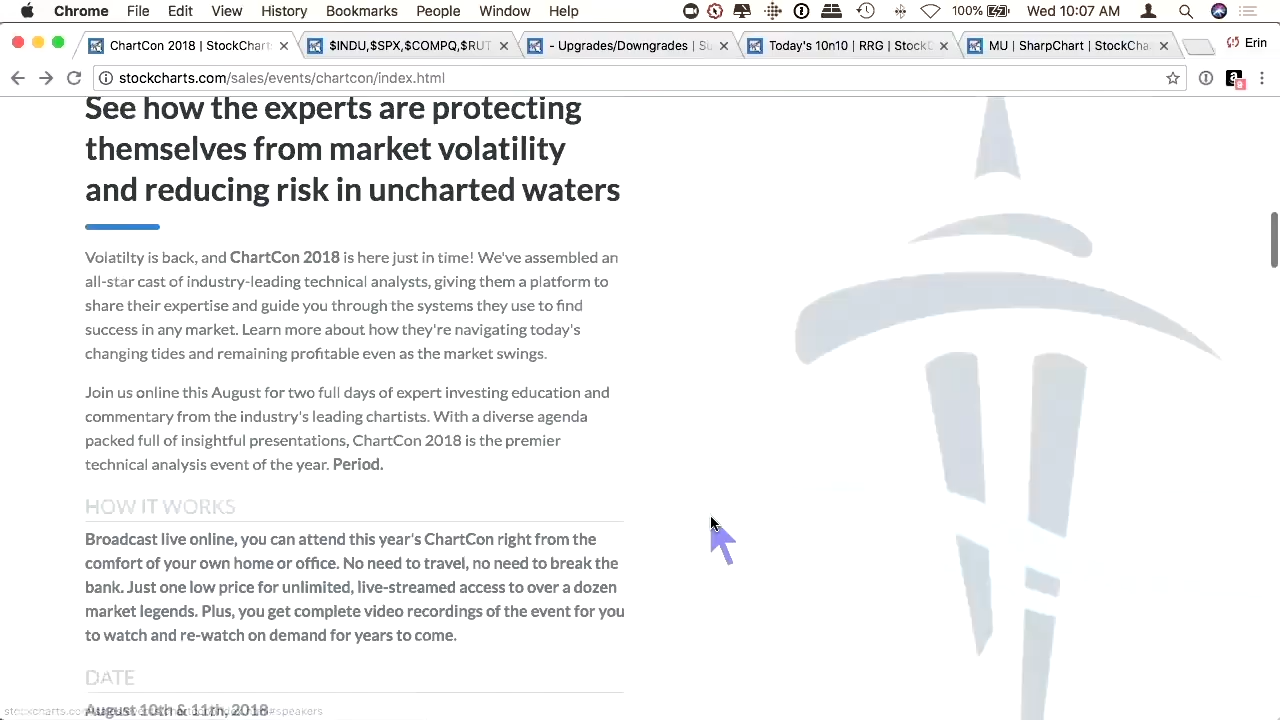 Chrome File Edit View History Bookmarks People Window Help 100% Wed 10:07 AM
ChartCon 2018 | StockChart $INDU,$SPX,$COMPQ,$RUT - Upgrades/Downgrades | Today's 10n10 | RRG | Stock MU | SharpChart | StockCha Erin
stockcharts.com/sales/events/chartcon/index.html
See how the experts are protecting
themselves from market volatility
and reducing risk in uncharted waters
Volatilty is back, and ChartCon 2018 is here just in time! We've assembled an
all-star cast of industry-leading technical analysts, giving them a platform to
share their expertise and guide you through the systems they use to find
success in any market. Learn more about how they're navigating today's
changing tides and remaining profitable even as the market swings.
Join us online this August for two full days of expert investing education and
commentary from the industry's leading chartists. With a diverse agenda
packed full of insightful presentations, ChartCon 2018 is the premier
technical analysis event of the year. Period.
HOW IT WORKS
Broadcast live online, you can attend this year's ChartCon right from the
comfort of your own home or office. No need to travel, no need to break the
bank. Just one low price for unlimited, live-streamed access to over a dozen
market legends. Plus, you get complete video recordings of the event for you
to watch and re-watch on demand for years to come.
DATE
August 10th & 11th, 2018